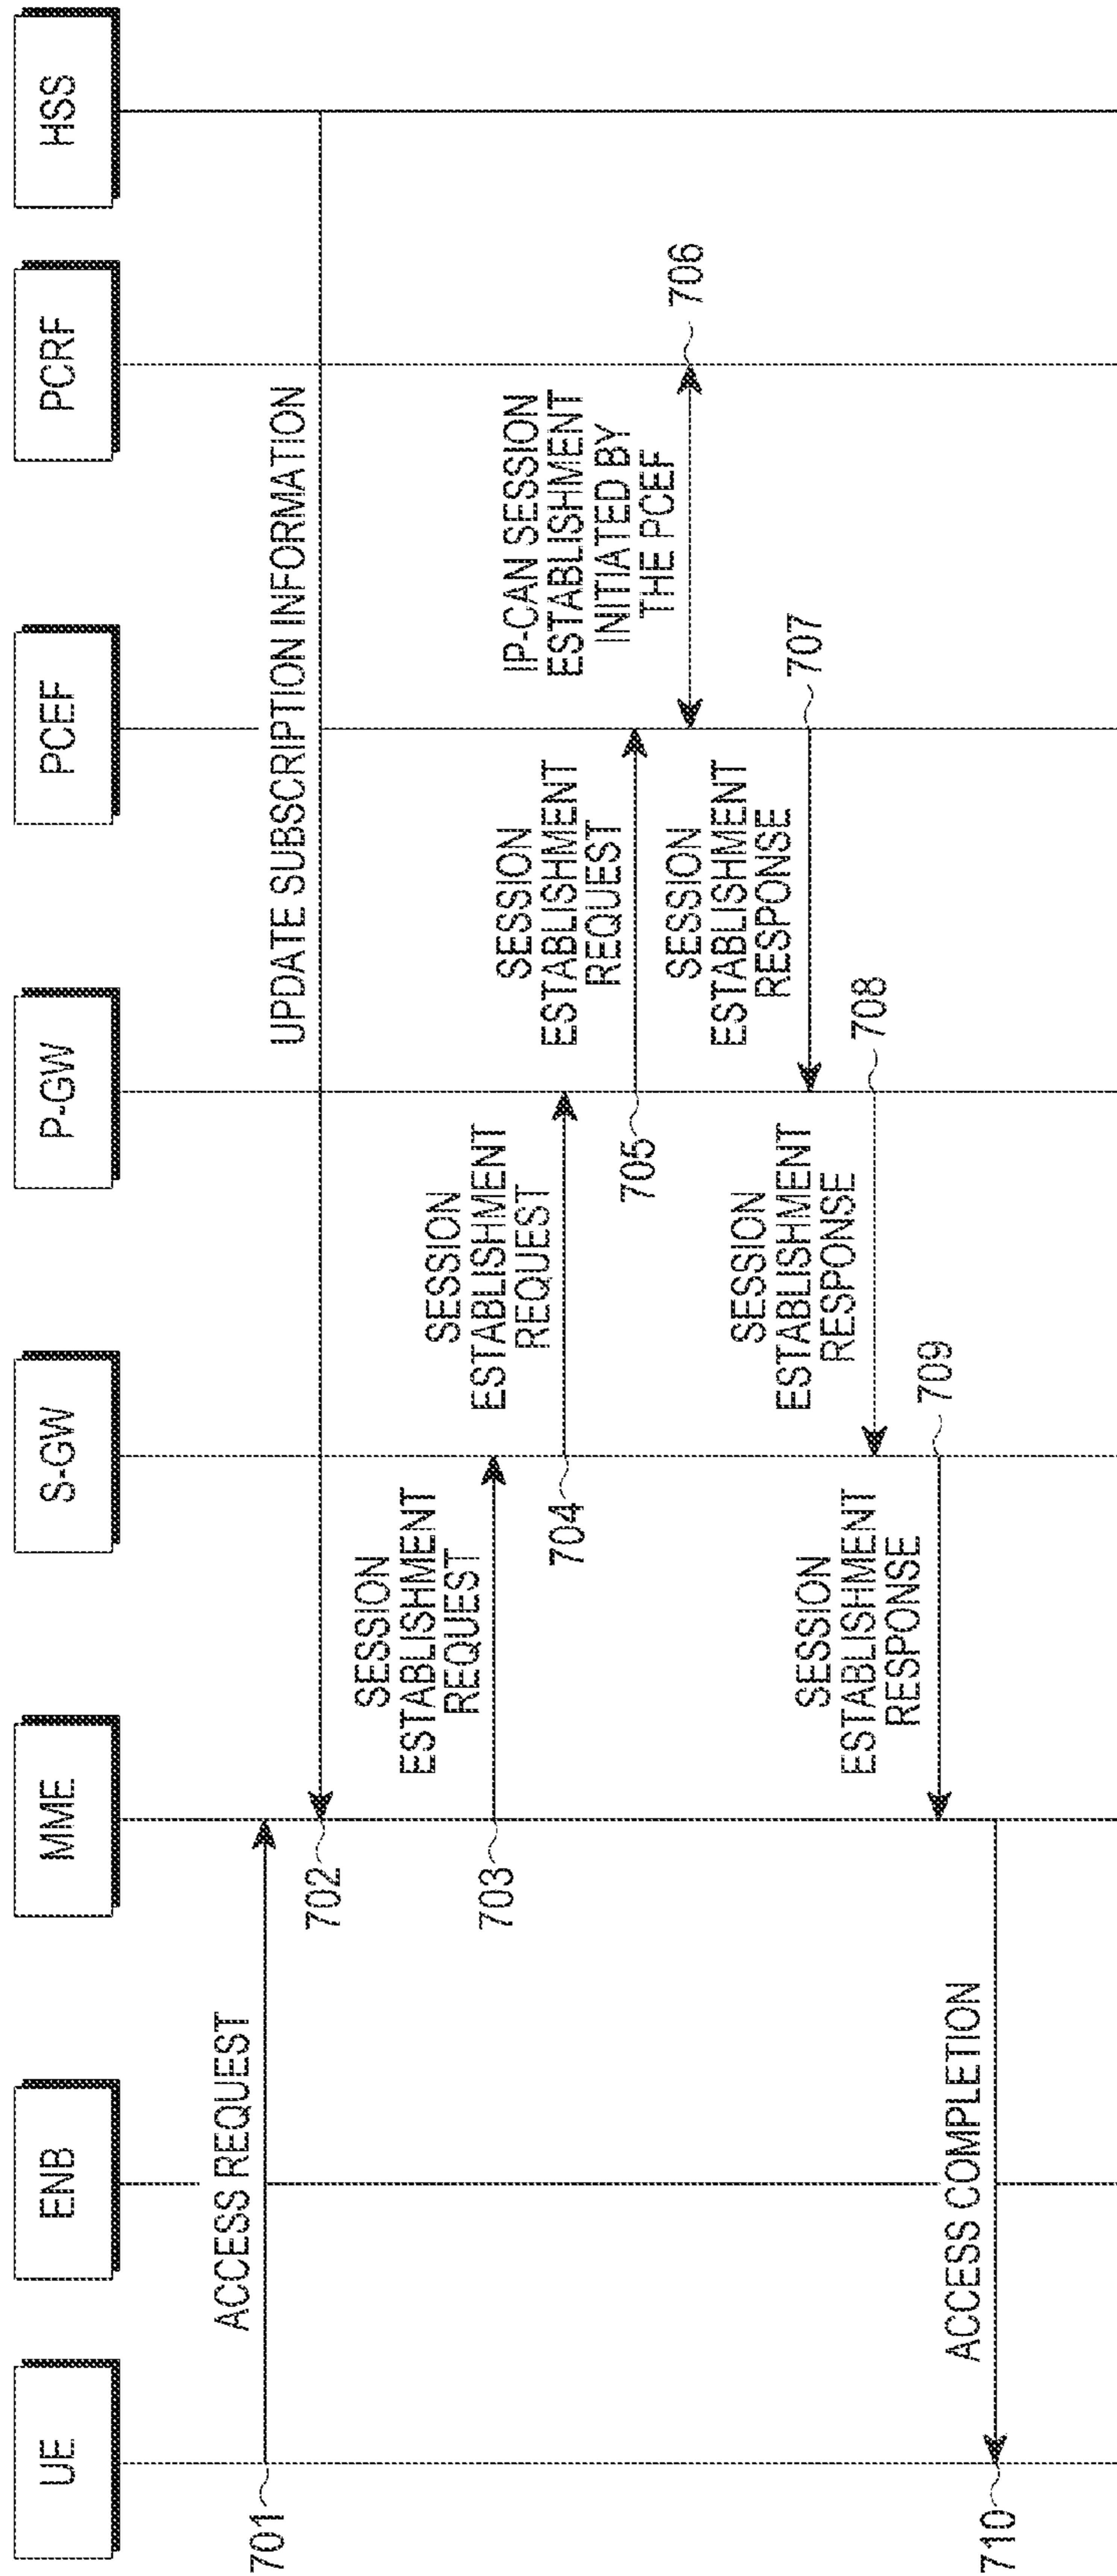 UE
ENB
MME
S-GW
P-GW
PCEF
PCRF
HSS
701
ACCESS REQUEST
UPDATE SUBSCRIPTION INFORMATION
702
SESSION
ESTABLISHMENT
REQUEST
703
SESSION
ESTABLISHMENT
REQUEST
704
SESSION
ESTABLISHMENT
REQUEST
705
IP-CAN SESSION
ESTABLISHMENT
INITIATED BY
THE PCEF
706
SESSION
ESTABLISHMENT
RESPONSE
707
SESSION
ESTABLISHMENT
RESPONSE
708
SESSION
ESTABLISHMENT
RESPONSE
709
ACCESS COMPLETION
710